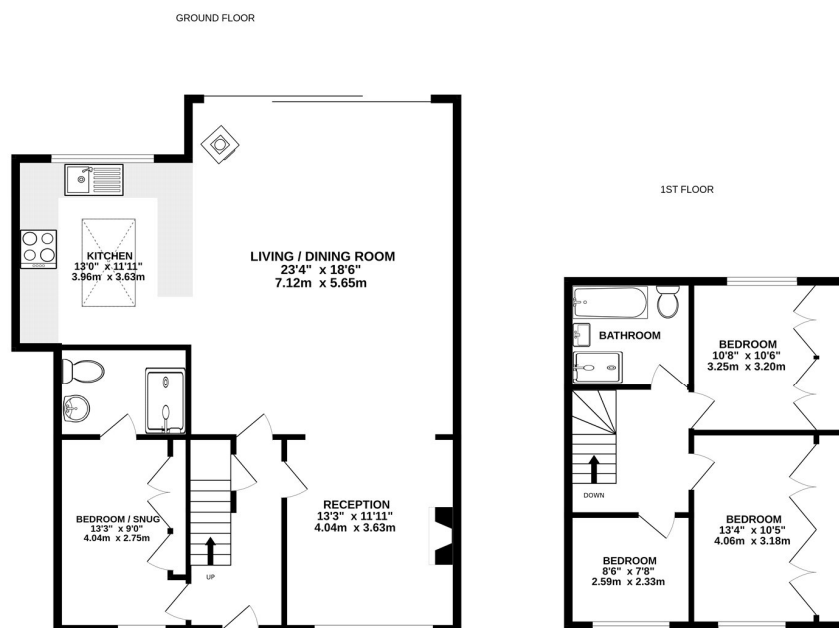 GROUND FLOOR
KITCHEN
13'0" x 11'11"
3.96m x 3.63m
LIVING / DINING ROOM
23'4" x 18'6"
7.12m x 5.65m
BEDROOM / SNUG
13'3" x 9'0"
4.04m x 2.75m
UP
RECEPTION
13'3" x 11'11"
4.04m x 3.63m
1ST FLOOR
BATHROOM
BEDROOM
10'8" x 10'6"
3.25m x 3.20m
DOWN
BEDROOM
8'6" x 7'8"
2.59m x 2.33m
BEDROOM
13'4" x 10'5"
4.06m x 3.18m